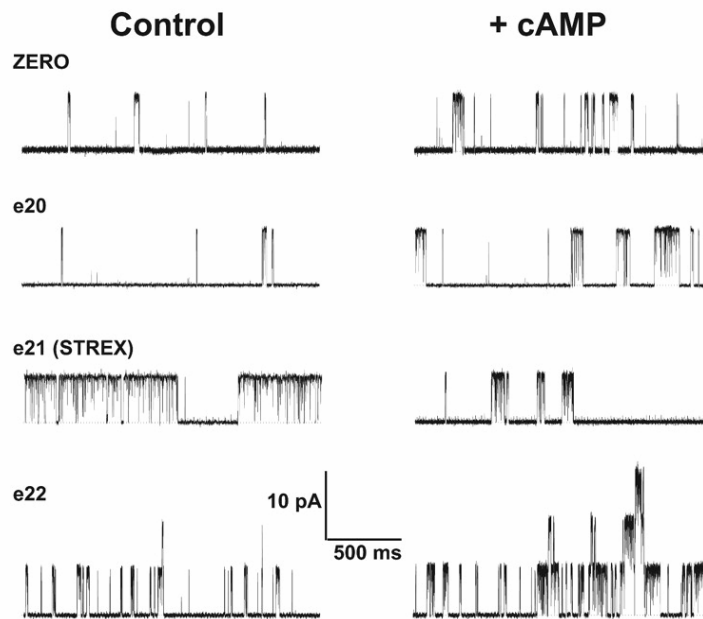 Control + cAMP
ZERO
e20
e21 (STREX)
e22
10 pA
500 ms